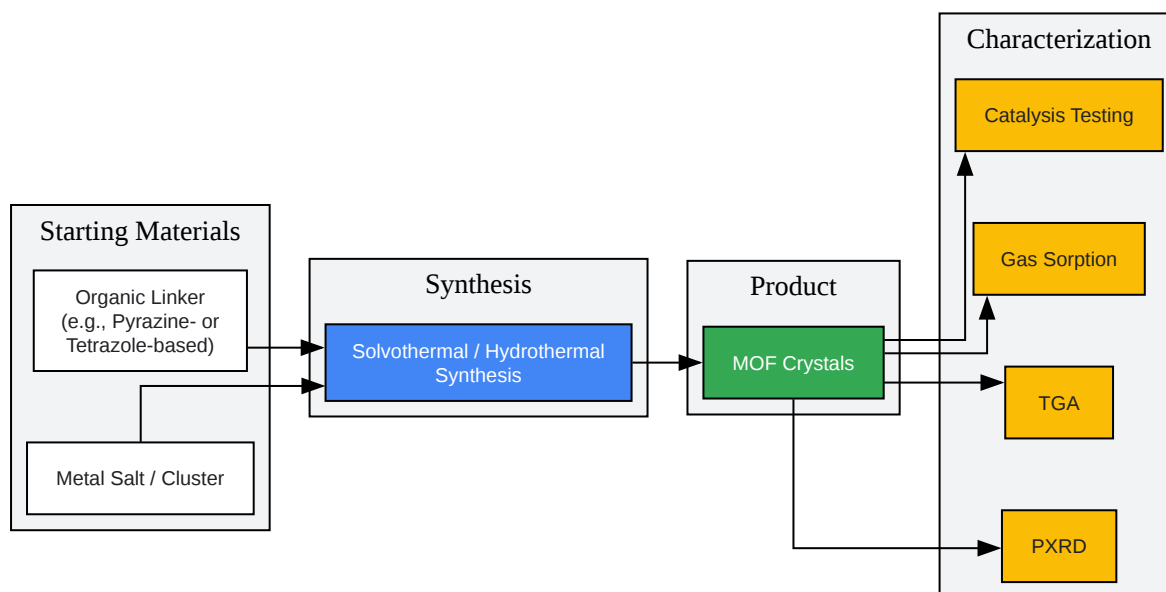 Starting Materials
Organic Linker
(e.g., Pyrazine- or
Tetrazole-based)
Metal Salt / Cluster
Synthesis
Solvothermal / Hydrothermal
Synthesis
Product
MOF Crystals
Characterization
Catalysis Testing
Gas Sorption
TGA
PXRD